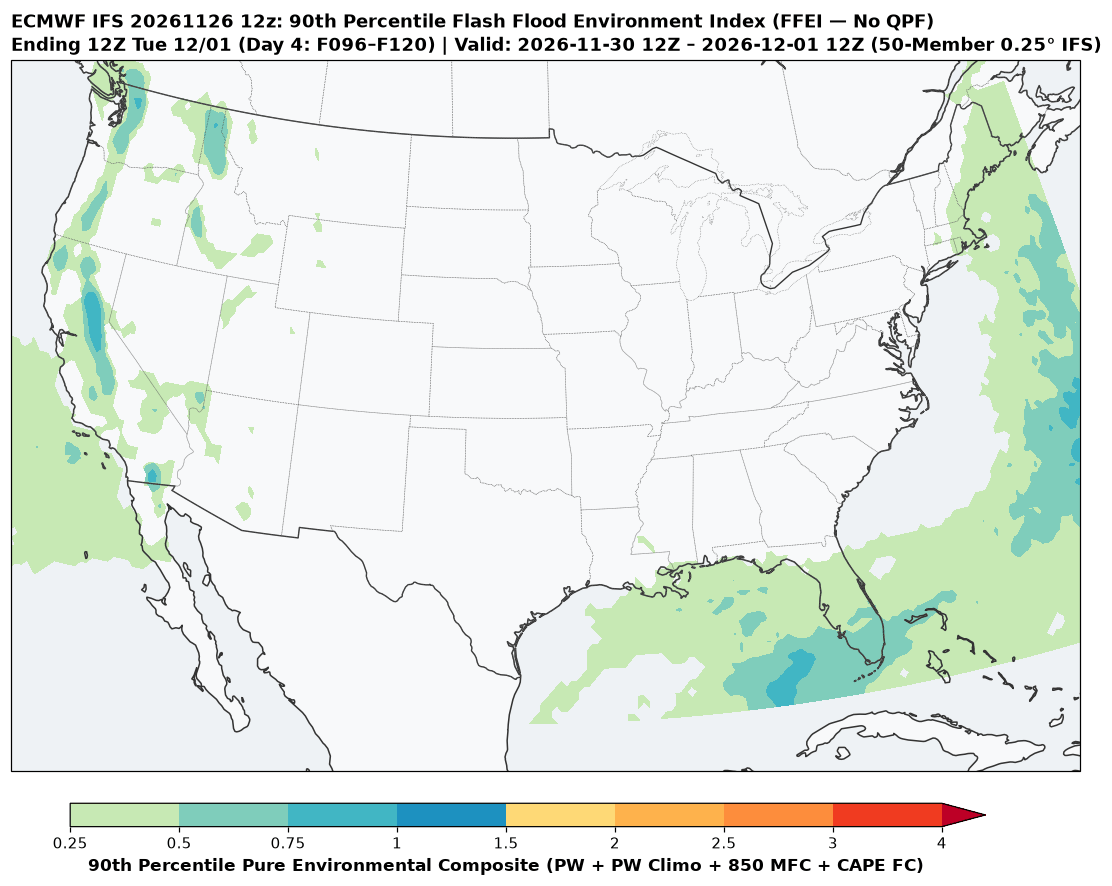 ECMWF IFS 20261126 12z: 90th Percentile Flash Flood Environment Index (FFEI — No QPF)
Ending 12Z Tue 12/01 (Day 4: F096–F120) | Valid: 2026-11-30 12Z – 2026-12-01 12Z (50-Member 0.25° IFS)
0.25 0.5 0.75 1 1.5 2 2.5 3 4
90th Percentile Pure Environmental Composite (PW + PW Climo + 850 MFC + CAPE FC)